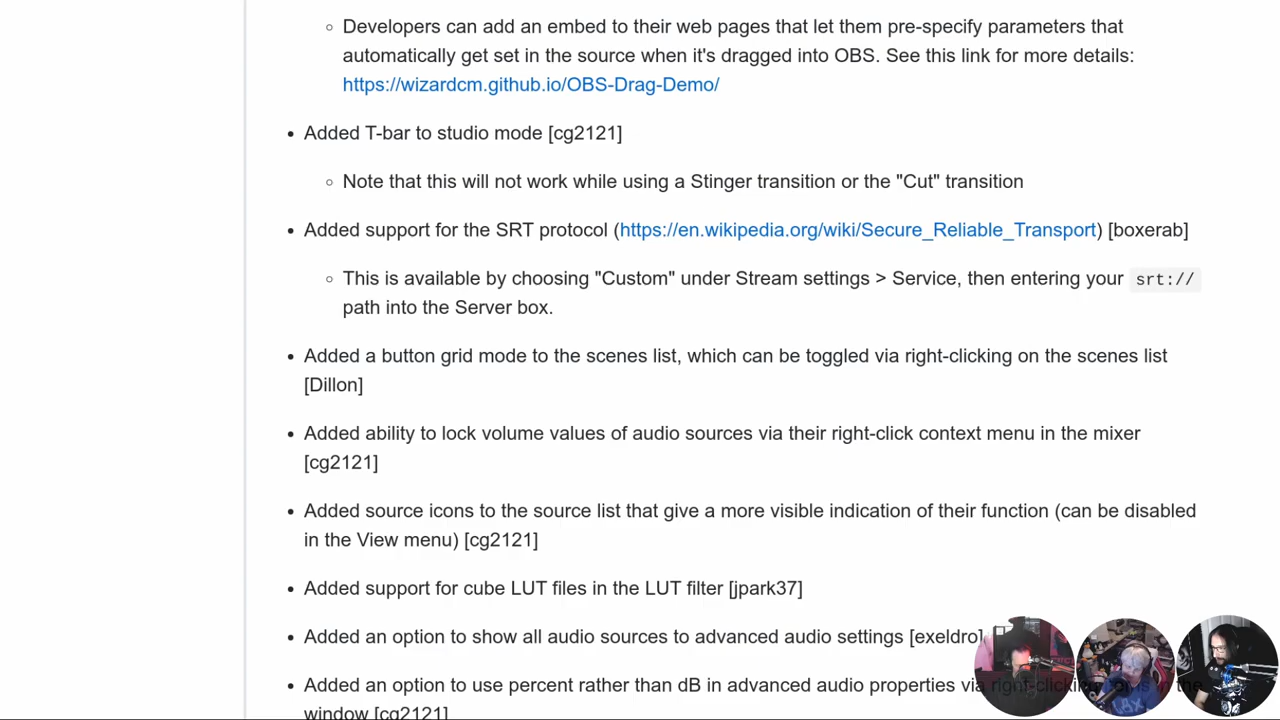 Developers can add an embed to their web pages that let them pre-specify parameters that
automatically get set in the source when it's dragged into OBS. See this link for more details:
https://wizardcm.github.io/OBS-Drag-Demo/
Added T-bar to studio mode [cg2121]
Note that this will not work while using a Stinger transition or the "Cut" transition
Added support for the SRT protocol (https://en.wikipedia.org/wiki/Secure_Reliable_Transport) [boxerab]
This is available by choosing "Custom" under Stream settings > Service, then entering your srt://
path into the Server box.
Added a button grid mode to the scenes list, which can be toggled via right-clicking on the scenes list
[Dillon]
Added ability to lock volume values of audio sources via their right-click context menu in the mixer
[cg2121]
Added source icons to the source list that give a more visible indication of their function (can be disabled
in the View menu) [cg2121]
Added support for cube LUT files in the LUT filter [jpark37]
Added an option to show all audio sources to advanced audio settings [exeldro]
Added an option to use percent rather than dB in advanced audio properties via right-clicking in the
window [cg2121]